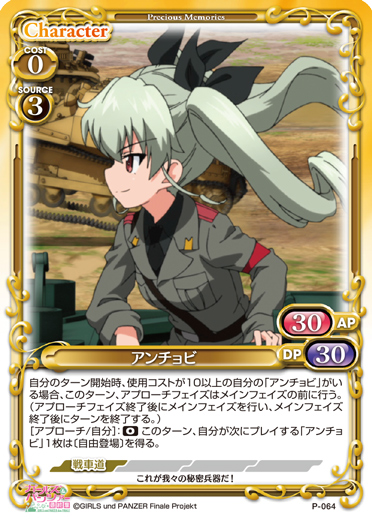 Precious Memories
Character
COST
0
SOURCE
3
30 AP
DP 30
アンチョビ
自分のターン開始時、使用コストが10以上の自分の「アンチョビ」がい
る場合、このターン、アプローチフェイズはメインフェイズの前に行う。
(アプローチフェイズ終了後にメインフェイズを行い、メインフェイズ
終了後にターンを終了する。)
[アプローチ/自分]:0 このターン、自分が次にプレイする「アンチョ
ビ」1枚は〔自由登場〕を得る。
戦車道
これが我々の秘密兵器だ!
©GIRLS und PANZER Finale Projekt
P-064